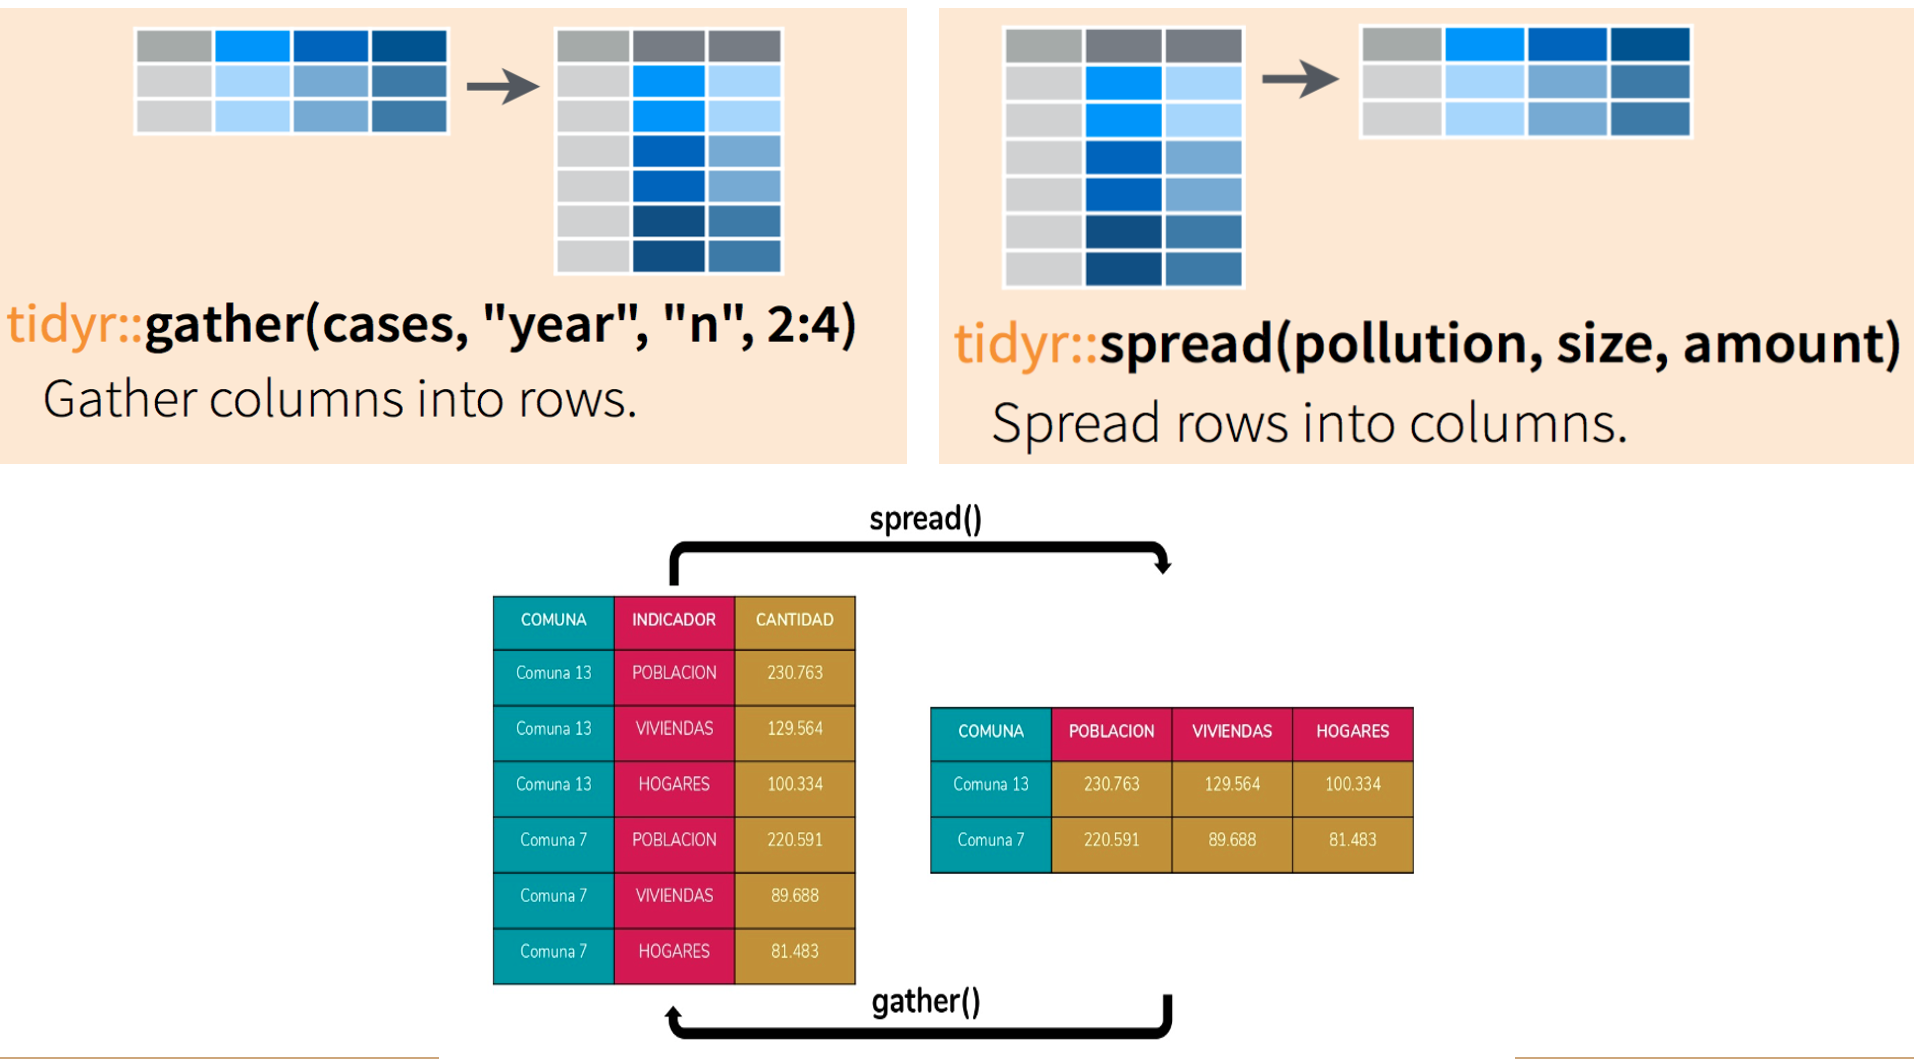 tidyr::gather(cases, "year", "n", 2:4)
Gather columns into rows.
tidyr::spread(pollution, size, amount)
Spread rows into columns.
spread()
COMUNA INDICADOR CANTIDAD
Comuna 13 POBLACION 230.763
Comuna 13 VIVIENDAS 129.564
Comuna 13 HOGARES 100.334
Comuna 7 POBLACION 220.591
Comuna 7 VIVIENDAS 89.688
Comuna 7 HOGARES 81.483
COMUNA POBLACION VIVIENDAS HOGARES
Comuna 13 230.763 129.564 100.334
Comuna 7 220.591 89.688 81.483
gather()